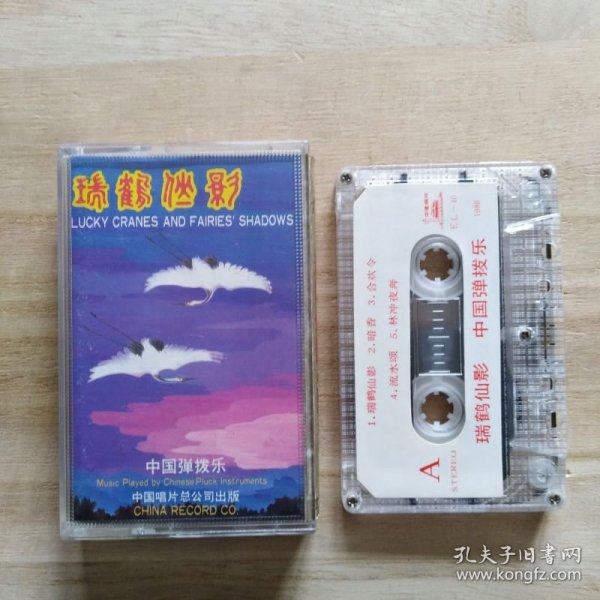 瑞鹤仙影
LUCKY CRANES AND FAIRIES' SHADOWS
中国弹拨乐
Music Played by Chinese Pluck Instruments
中国唱片总公司出版
CHINA RECORD CO.
EL-40
1988
1.瑞鹤仙影 2.暗香 3.合欢令
4.流水颂 5.林冲夜奔
瑞鹤仙影 中国弹拨乐
A
STEREO
孔夫子旧书网
www.kongfz.com